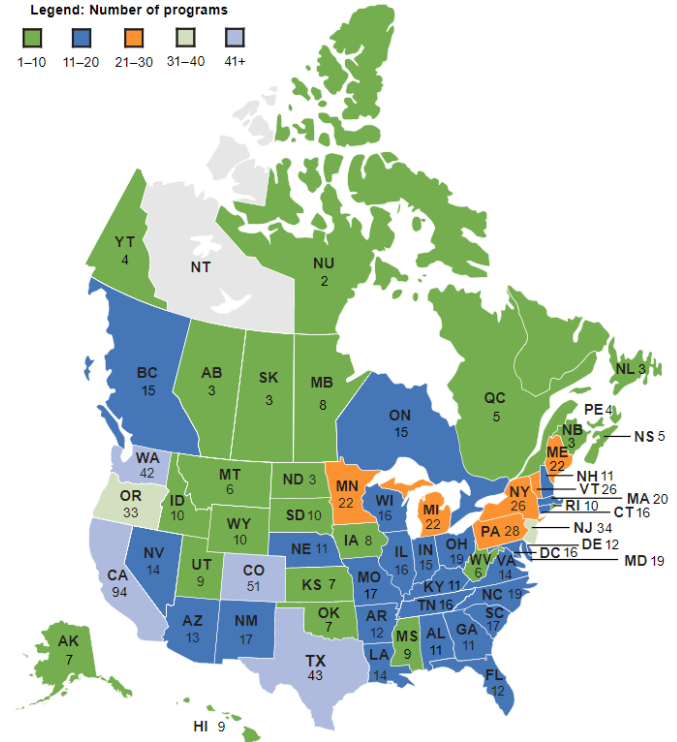 Legend: Number of programs
1–10 11–20 21–30 31–40 41+
YT
4
NT
NU
2
BC
15
AB
3
SK
3
MB
8
ON
15
QC
5
NL 3
PE 4
NB
3
NS 5
WA
42
OR
33
ID
10
MT
6
ND 3
MN
22
WI
16
MI
22
NY
26
ME
22
NH 11
VT 26
MA 20
RI 10
CT 16
NJ 34
PA 28
DE 12
DC 16
MD 19
WY
10
SD 10
IA 8
NE 11
NV
14
UT
9
CO
51
KS 7
MO
17
IL
16
IN
15
OH
19
WV
6
VA
14
KY 11
CA
94
AZ
13
NM
17
OK
7
AR
12
TN 16
NC 19
SC
17
MS
9
AL
11
GA
11
LA
14
TX
43
FL
12
AK
7
HI 9